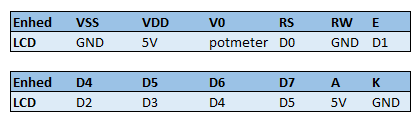 Enhed VSS VDD V0 RS RW E
LCD GND 5V potmeter D0 GND D1
Enhed D4 D5 D6 D7 A K
LCD D2 D3 D4 D5 5V GND